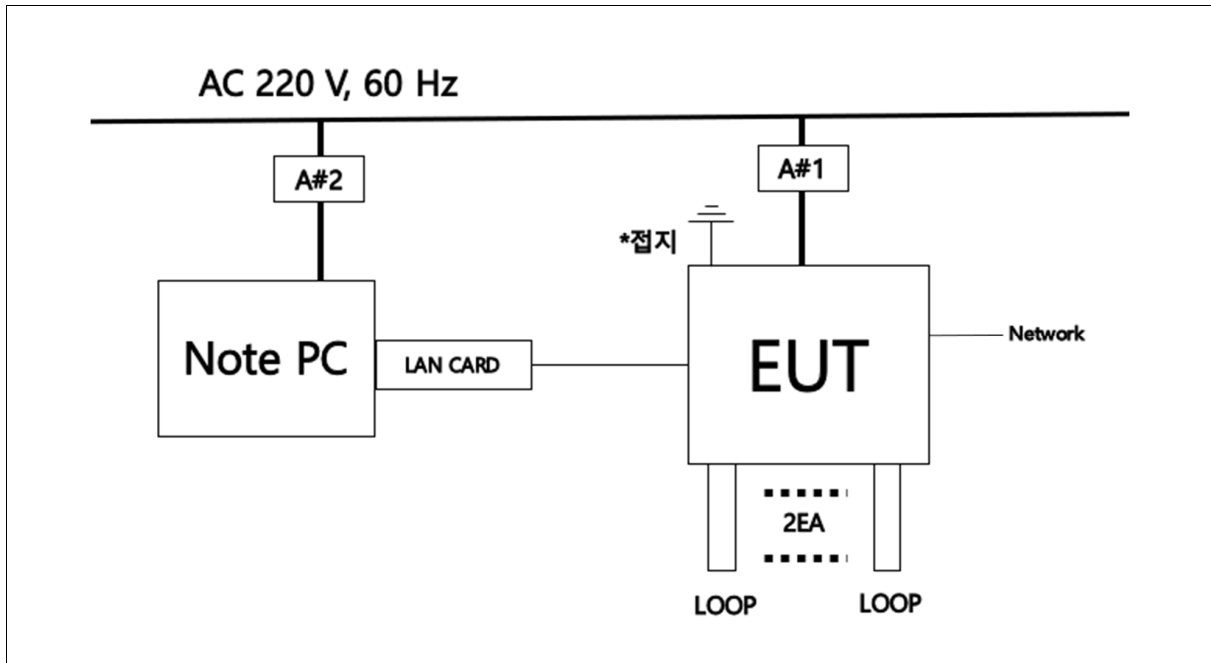 AC 220 V, 60 Hz
A#2
A#1
*접지
Note PC
LAN CARD
EUT
Network
2EA
LOOP
LOOP